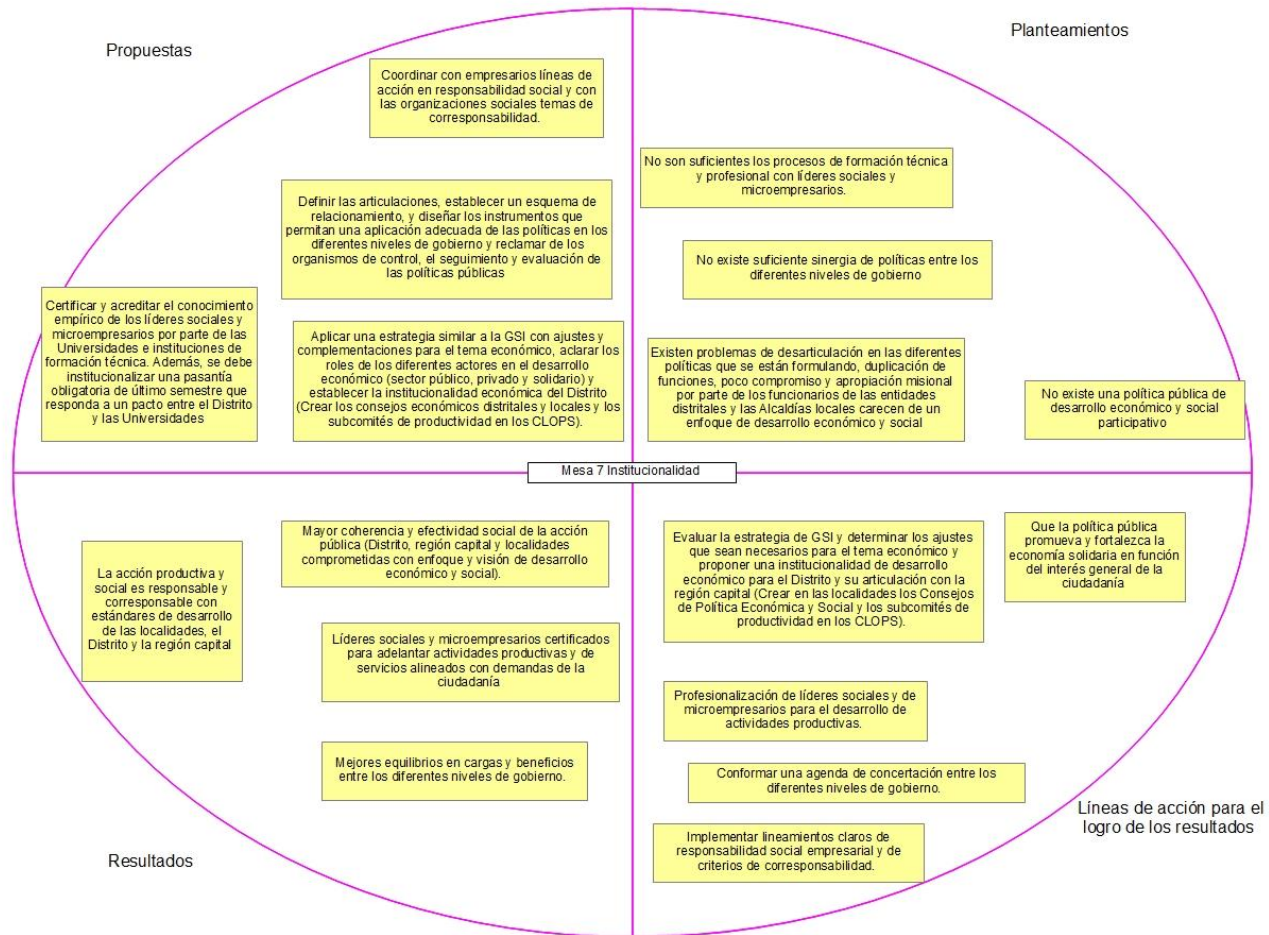 Propuestas
Coordinar con empresarios líneas de
acción en responsabilidad social y con
las organizaciones sociales temas de
corresponsabilidad.
Definir las articulaciones, establecer un esquema de
relacionamiento, y diseñar los instrumentos que
permitan una aplicación adecuada de las políticas en los
diferentes niveles de gobierno y reclamar de los
organismos de control, el seguimiento y evaluación de
las políticas públicas
Certificar y acreditar el conocimiento
empírico de los líderes sociales y
microempresarios por parte de las
Universidades e instituciones de
formación técnica. Además, se debe
institucionalizar una pasantía
obligatoria de último semestre que
responda a un pacto entre el Distrito
y las Universidades
Aplicar una estrategia similar a la GSI con ajustes y
complementaciones para el tema económico, aclarar los
roles de los diferentes actores en el desarrollo
económico (sector público, privado y solidario) y
establecer la institucionalidad económica del Distrito
(Crear los consejos económicos distritales y locales y los
subcomités de productividad en los CLOPS).
Planteamientos
No son suficientes los procesos de formación técnica
y profesional con líderes sociales y
microempresarios.
No existe suficiente sinergia de políticas entre los
diferentes niveles de gobierno
Existen problemas de desarticulación en las diferentes
políticas que se están formulando, duplicación de
funciones, poco compromiso y apropiación misional
por parte de los funcionarios de las entidades
distritales y las Alcaldías locales carecen de un
enfoque de desarrollo económico y social
No existe una política pública de
desarrollo económico y social
participativo
Mesa 7 Institucionalidad
Mayor coherencia y efectividad social de la acción
pública (Distrito, región capital y localidades
comprometidas con enfoque y visión de desarrollo
económico y social).
La acción productiva y
social es responsable y
corresponsable con
estándares de desarrollo
de las localidades, el
Distrito y la región capital
Líderes sociales y microempresarios certificados
para adelantar actividades productivas y de
servicios alineados con demandas de la
ciudadanía
Mejores equilibrios en cargas y beneficios
entre los diferentes niveles de gobierno.
Resultados
Evaluar la estrategia de GSI y determinar los ajustes
que sean necesarios para el tema económico y
proponer una institucionalidad de desarrollo
económico para el Distrito y su articulación con la
región capital (Crear en las localidades los Consejos
de Política Económica y Social y los subcomités de
productividad en los CLOPS).
Que la política pública
promueva y fortalezca la
economía solidaria en función
del interés general de la
ciudadanía
Profesionalización de líderes sociales y de
microempresarios para el desarrollo de
actividades productivas.
Conformar una agenda de concertación entre los
diferentes niveles de gobierno.
Implementar lineamientos claros de
responsabilidad social empresarial y de
criterios de corresponsabilidad.
Líneas de acción para el
logro de los resultados